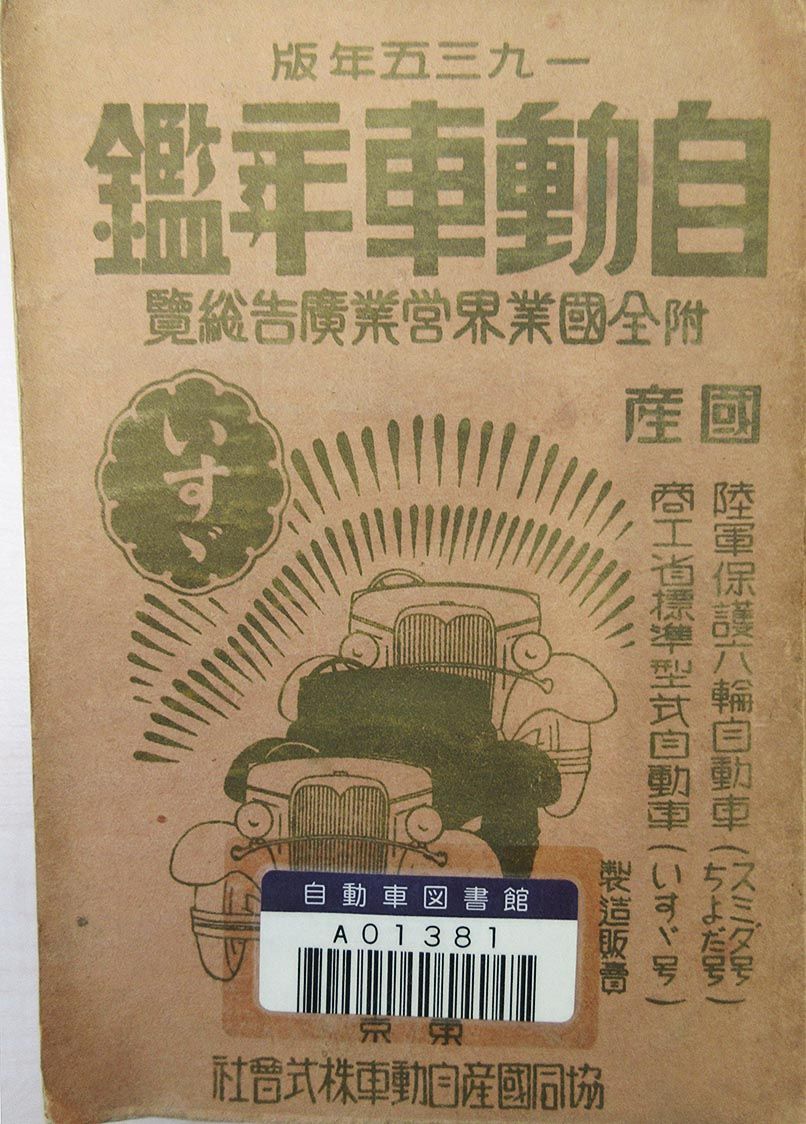 一九三五年版
自動車年鑑
附全國業界営業廣告総覽
いすゞ
國産
陸軍保護六輪自動車(スミダ号 ちよだ号)
商工省標準型式自動車(いすゞ号)
製造販賣
自動車図書館
A01381
東京
協同國産自動車株式會社